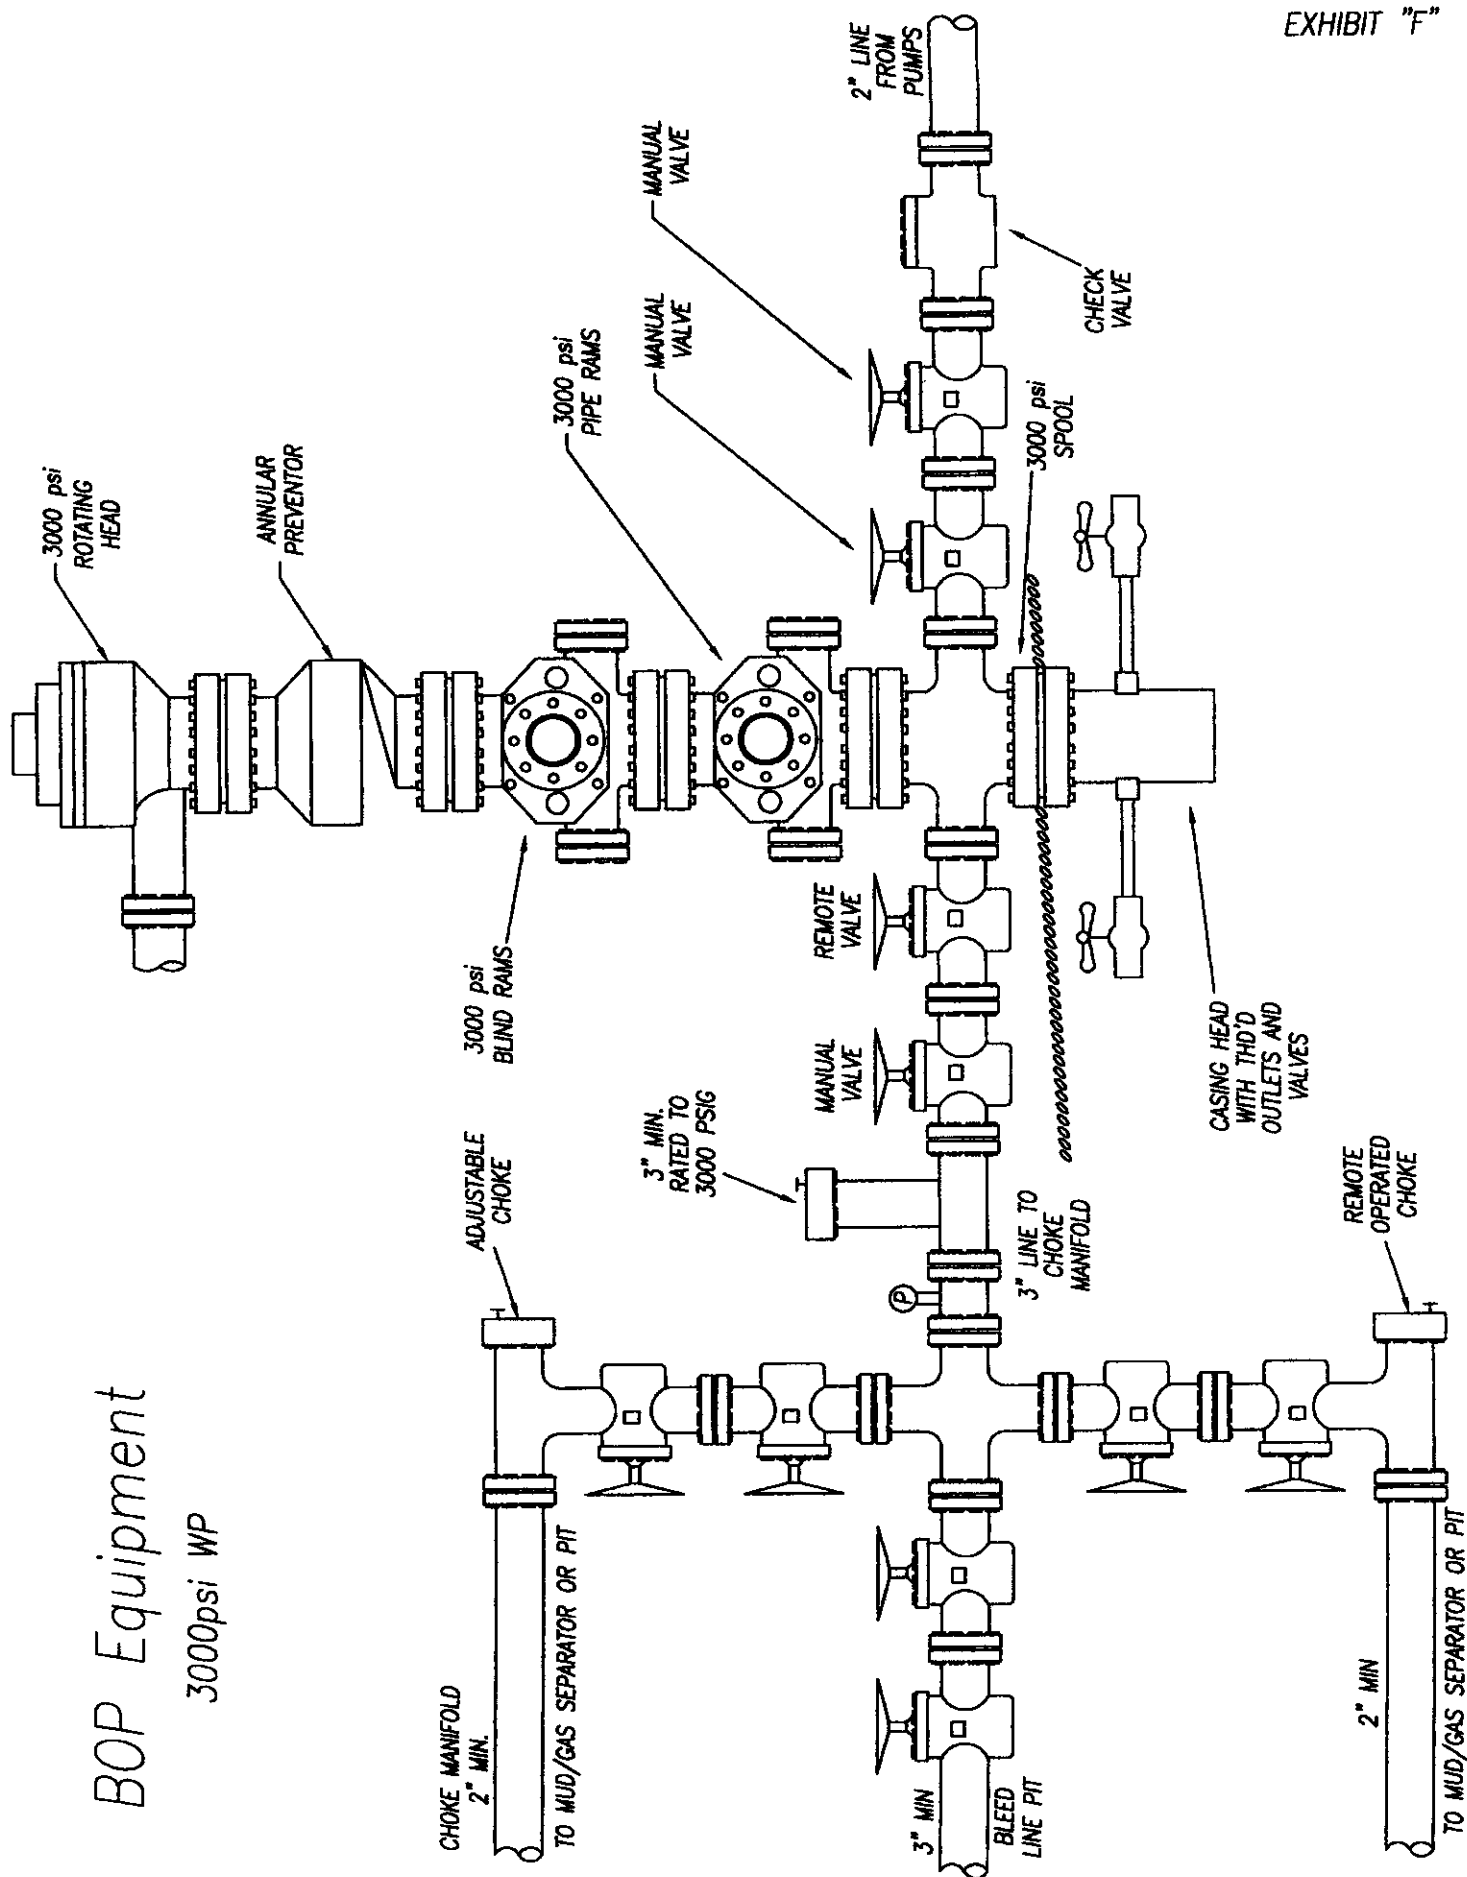 EXHIBIT "F"
BOP Equipment
3000psi WP
3000 psi
ROTATING
HEAD
ANNULAR
PREVENTOR
3000 psi
BLIND RAMS
3000 psi
PIPE RAMS
MANUAL
VALVE
MANUAL
VALVE
2" LINE
FROM
PUMPS
CHECK
VALVE
3000 psi
SPOOL
REMOTE
VALVE
MANUAL
VALVE
CASING HEAD
WITH THD'D
OUTLETS AND
VALVES
3" MIN.
RATED TO
3000 PSIG
3" LINE TO
CHOKE
MANIFOLD
P
ADJUSTABLE
CHOKE
REMOTE
OPERATED
CHOKE
CHOKE MANIFOLD
2" MIN.
TO MUD/GAS SEPARATOR OR PIT
3" MIN
BLEED
LINE PIT
2" MIN
TO MUD/GAS SEPARATOR OR PIT